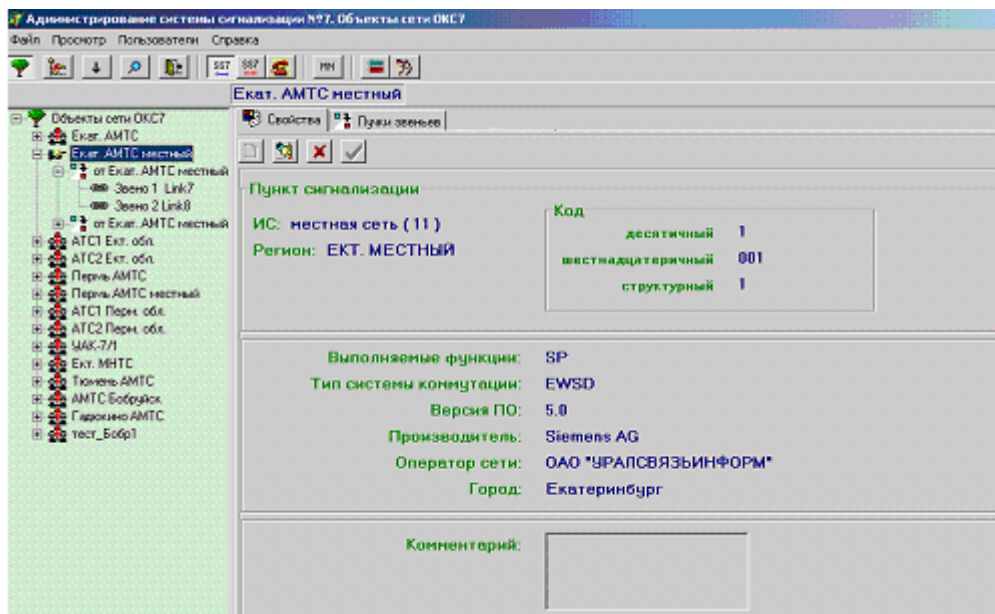 Администрирование системы сигнализации №7. Объекты сети ОКС7
Файл Просмотр Пользователи Справка
SS7 SS7 MN
Екат. АМТС местный
Объекты сети ОКС7
Екат. АМТС
Екат. АМТС местный
от Екат. АМТС местный
Звено 1 Link7
Звено 2 Link8
от Екат. АМТС местный
АТС1 Ект. обл.
АТС2 Ект. обл.
Пермь АМТС
Пермь АМТС местный
АТС1 Перм. обл.
АТС2 Перм. обл.
УАК-7/1
Ект. МНТС
Тюмень АМТС
АМТС Бобруйск
Гадюкино АМТС
тест_Бобр1
Свойства Пучки звеньев
Пункт сигнализации
ИС: местная сеть ( 11 )
Регион: ЕКТ. МЕСТНЫЙ
Код
десятичный 1
шестнадцатеричный 001
структурный 1
Выполняемые функции: SP
Тип системы коммутации: EWSD
Версия ПО: 5.0
Производитель: Siemens AG
Оператор сети: ОАО "УРАЛСВЯЗЬИНФОРМ"
Город: Екатеринбург
Комментарий: